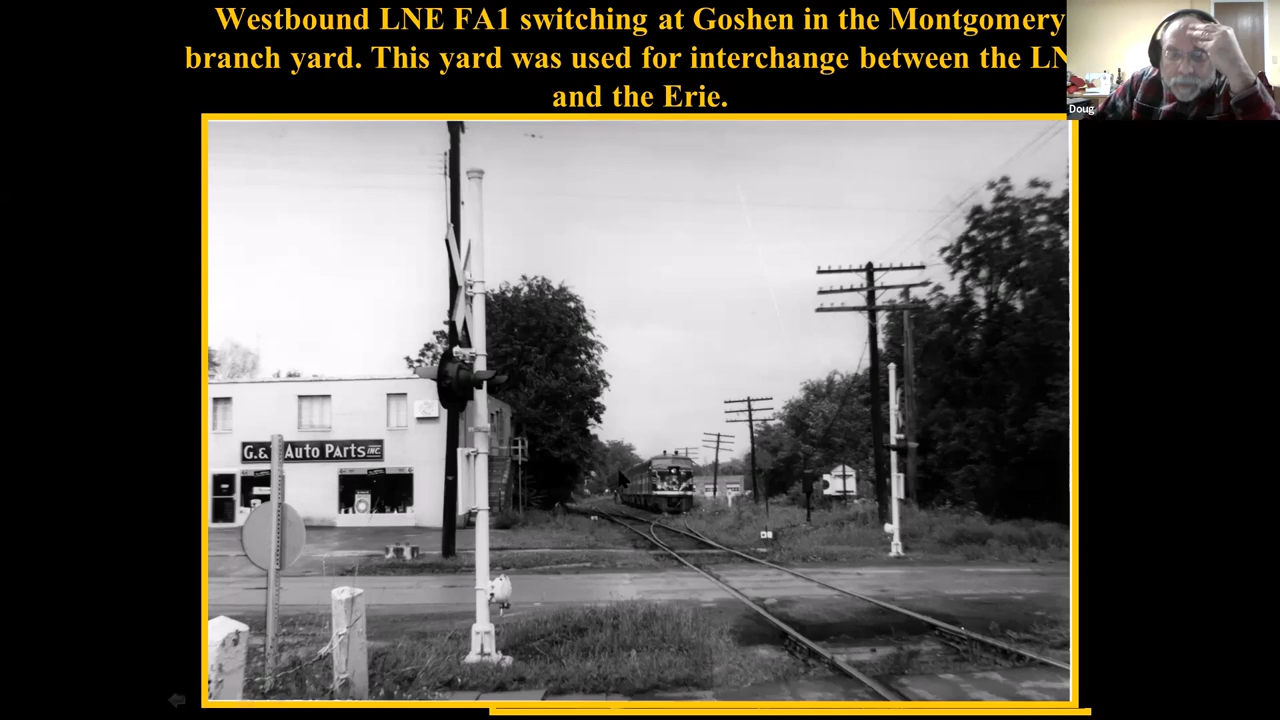 Westbound LNE FA1 switching at Goshen in the Montgomery
branch yard. This yard was used for interchange between the LN
and the Erie.
Doug
G.& Auto Parts INC.